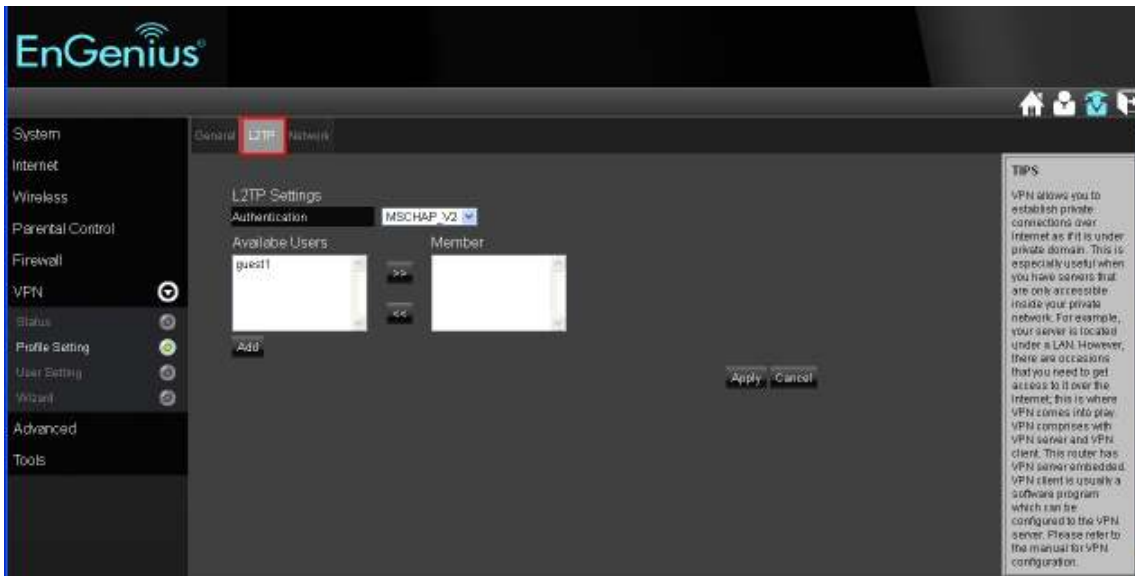 EnGenius®
System
Internet
Wireless
Parental Control
Firewall
VPN
Status
Profile Setting
User Setting
Wizard
Advanced
Tools
General L2TP Network
L2TP Settings
Authentication MSCHAP_V2
Availabe Users Member
guest1
>>
<<
Add
Apply Cancel
TIPS
VPN allows you to
establish private
connections over
Internet as if it is under
private domain. This is
especially useful when
you have servers that
are only accessible
inside your private
network. For example,
your server is located
under a LAN. However,
there are occasions
that you need to get
access to it over the
Internet; this is where
VPN comes into play.
VPN comprises with
VPN server and VPN
client. This router has
VPN server embedded.
VPN client is usually a
software program
which can be
configured to the VPN
server. Please refer to
the manual for VPN
configuration.